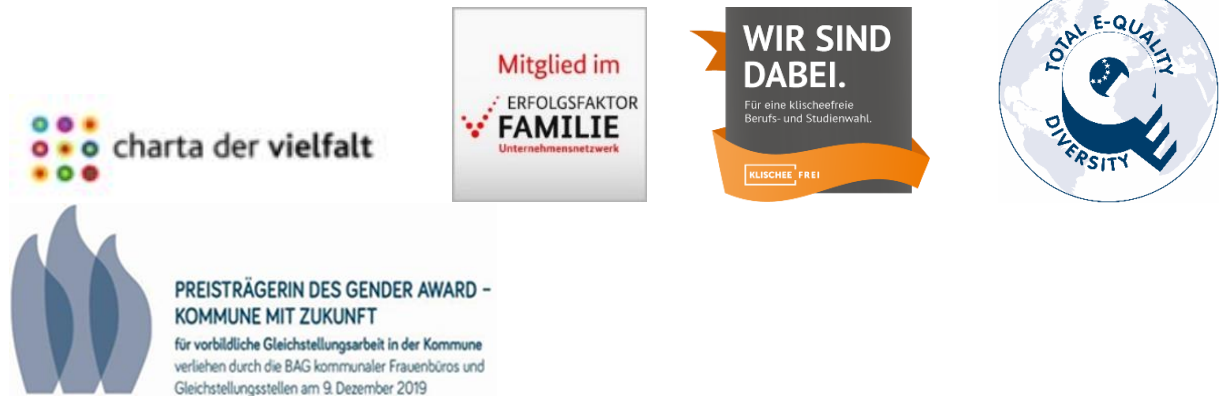 charta der vielfalt
Mitglied im
ERFOLGSFAKTOR
FAMILIE
Unternehmensnetzwerk
WIR SIND
DABEI.
Für eine klischeefreie
Berufs- und Studienwahl.
KLISCHEE FREI
TOTAL E-QUALITY
DIVERSITY
PREISTRÄGERIN DES GENDER AWARD –
KOMMUNE MIT ZUKUNFT
für vorbildliche Gleichstellungsarbeit in der Kommune
verliehen durch die BAG kommunaler Frauenbüros und
Gleichstellungsstellen am 9. Dezember 2019